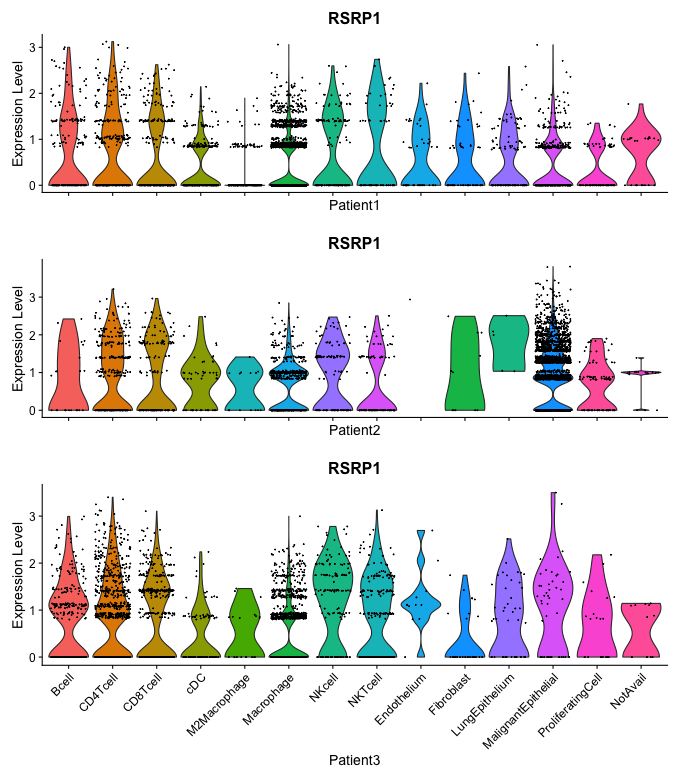 RSRP1
Expression Level
3
2
1
0
Patient1
RSRP1
Expression Level
3
2
1
0
Patient2
RSRP1
Expression Level
3
2
1
0
Bcell
CD4Tcell
CD8Tcell
cDC
M2Macrophage
Macrophage
NKcell
NKTcell
Endothelium
Fibroblast
LungEpithelium
MalignantEpithelial
ProliferatingCell
NotAvail
Patient3